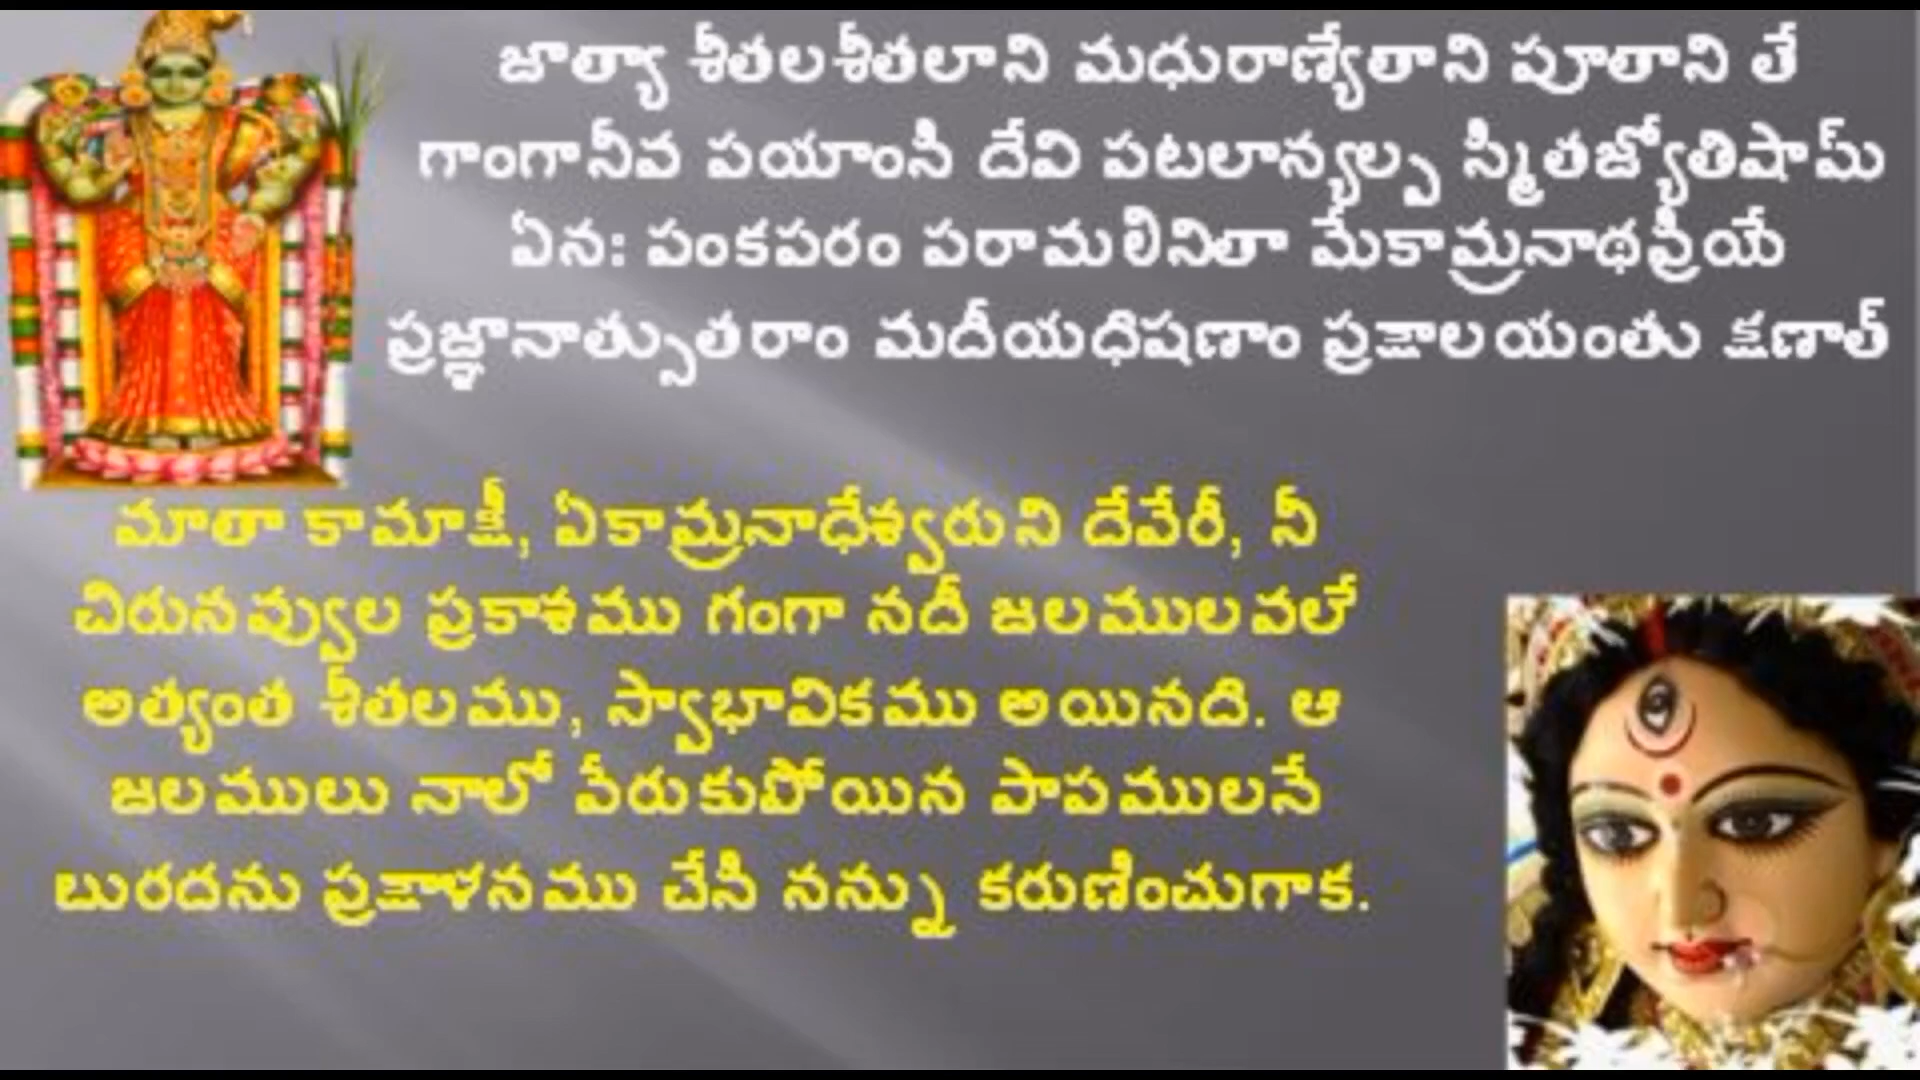 జాత్యా శీతలశీతలాని మధురాణ్యేతాని పూతాని తే
గాంగానీవ పయాంసి దేవి పటలాన్యల్ప స్మితజ్యోతిషామ్
ఏనః పంకపరం పరామలినితా మేకామ్రనాథప్రియే
ప్రజ్ఞానాత్సుతరాం మదీయధిషణాం ప్రక్షాలయంతు క్షణాత్
మాతా కామాక్షీ, ఏకామ్రనాధేశ్వరుని దేవేరీ, నీ
చిరునవ్వుల ప్రకాశము గంగా నదీ జలములవలే
అత్యంత శీతలము, స్వాభావికము అయినది. ఆ
జలములు నాలో పేరుకుపోయిన పాపములనే
బురదను ప్రక్షాళనము చేసి నన్ను కరుణించుగాక.